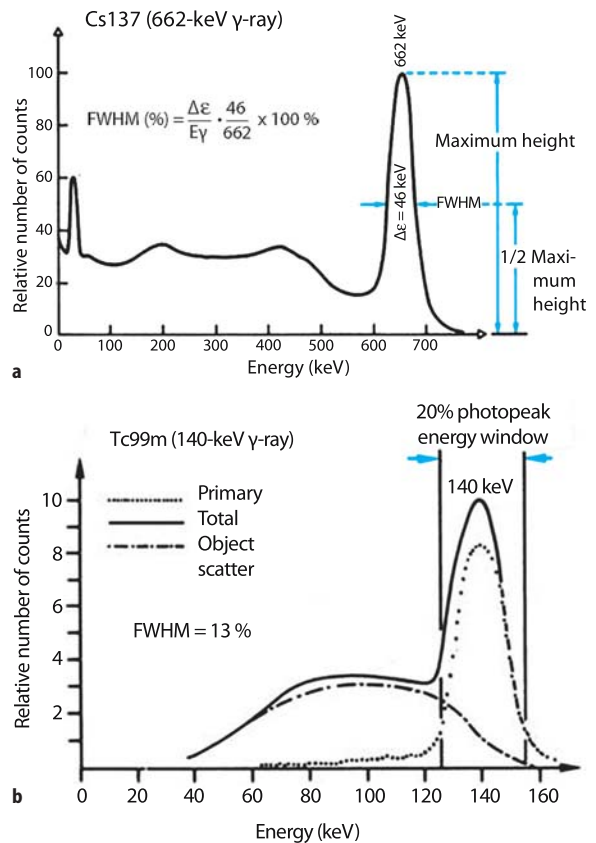 Cs137 (662-keV γ-ray)
Relative number of counts
100
80
60
40
20
0
FWHM (%) = Δε/Eγ · 46/662 x 100 %
662 keV
Δε = 46 keV
Maximum height
FWHM
1/2 Maxi-
mum
height
0 100 200 300 400 500 600 700
Energy (keV)
a
20% photopeak
energy window
Tc99m (140-keV γ-ray)
140 keV
Primary
Total
Object
scatter
FWHM = 13 %
Relative number of counts
10
8
6
4
2
0 20 40 60 80 100 120 140 160
Energy (keV)
b